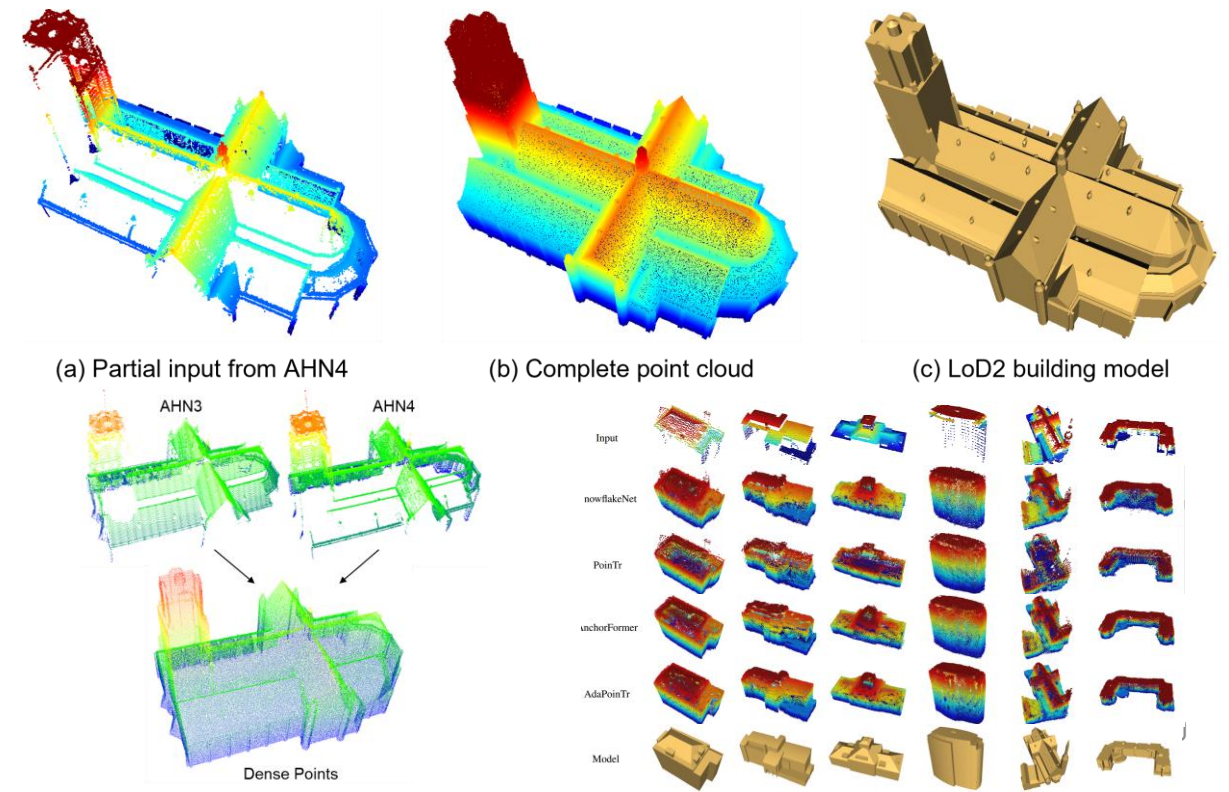 (a) Partial input from AHN4
(b) Complete point cloud
(c) LoD2 building model
AHN3
AHN4
Dense Points
Input
nowflakeNet
PoinTr
nchorFormer
AdaPoinTr
Model